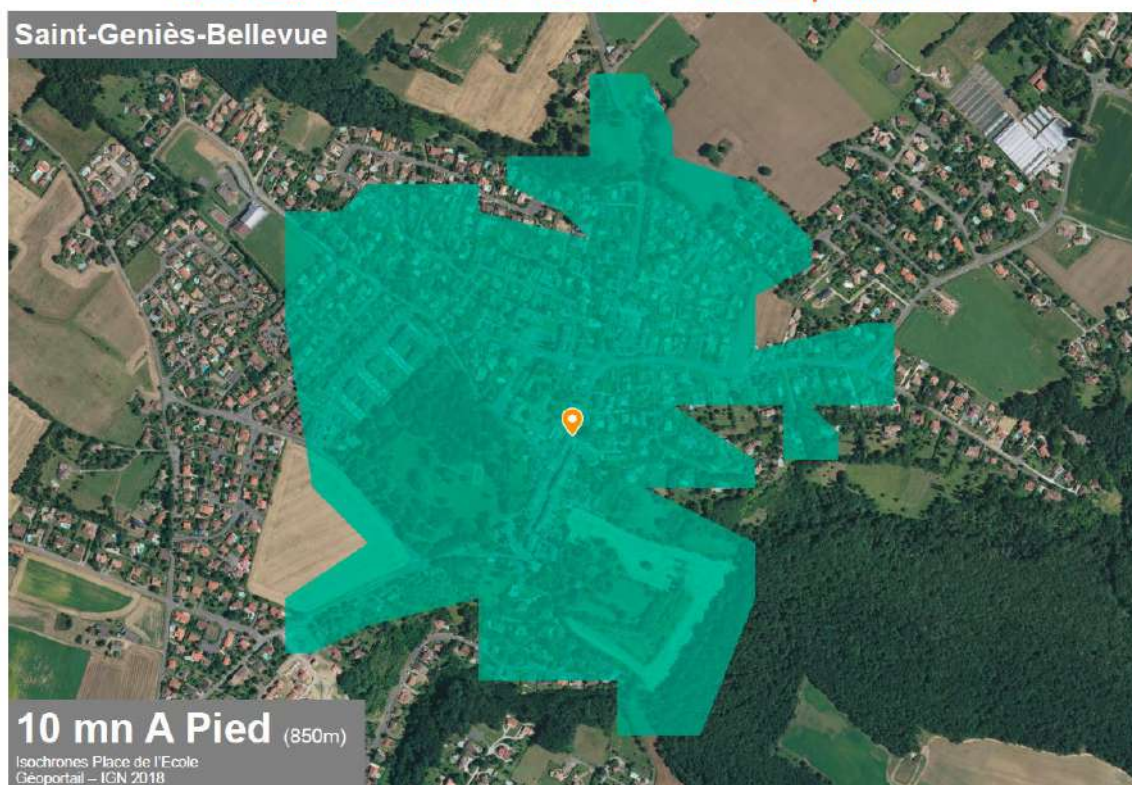 Saint-Geniès-Bellevue
10 mn A Pied (850m)
Isochrones Place de l'Ecole
Géoportail – IGN 2018